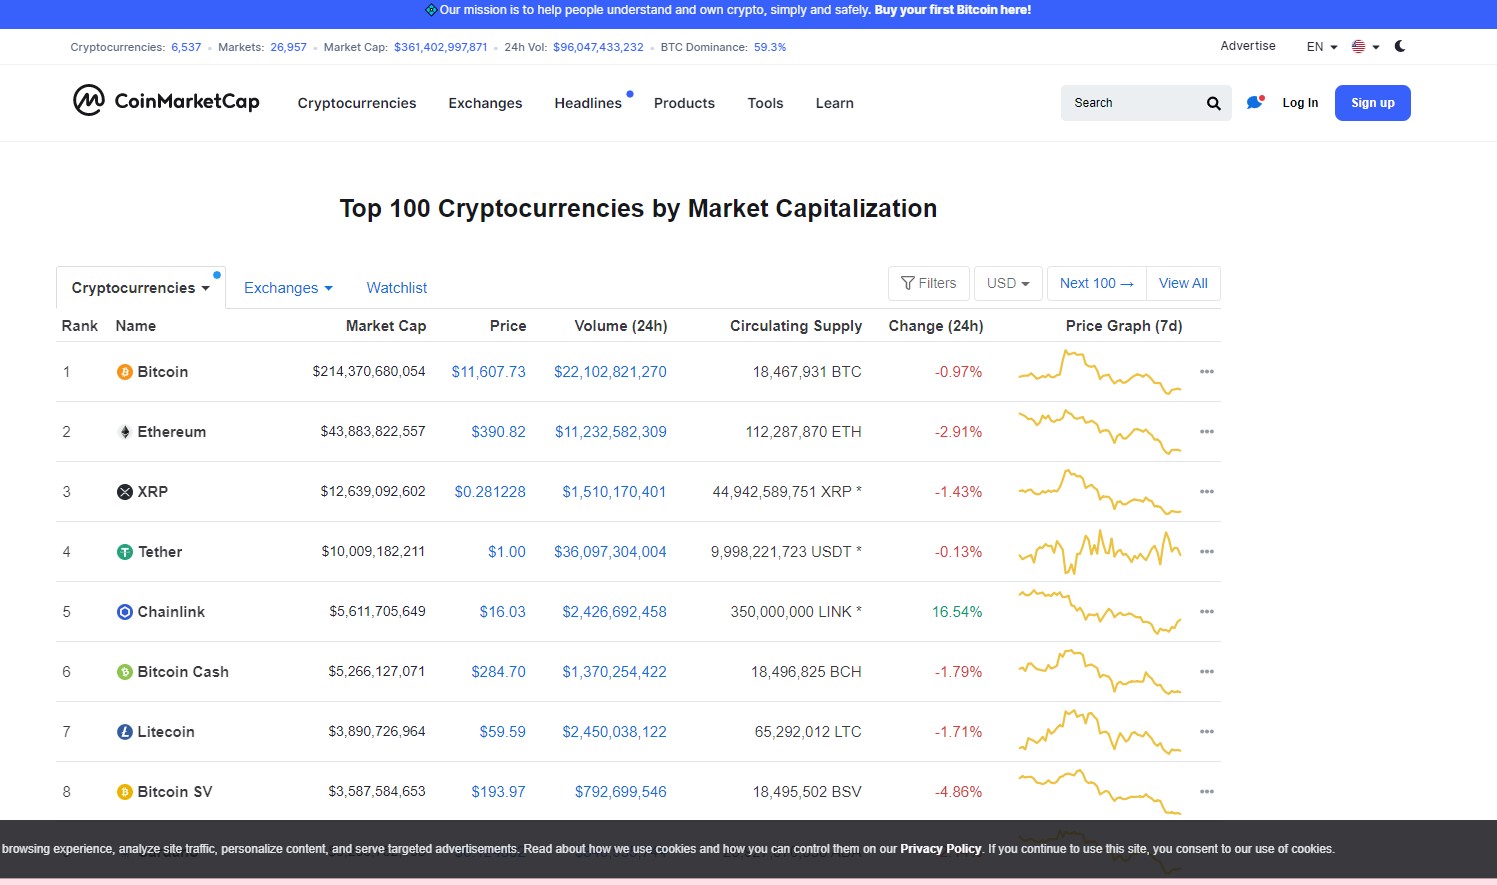 Our mission is to help people understand and own crypto, simply and safely. Buy your first Bitcoin here!
Cryptocurrencies: 6,537 Markets: 26,957 Market Cap: $361,402,997,871 24h Vol: $96,047,433,232 BTC Dominance: 59.3% Advertise EN
CoinMarketCap Cryptocurrencies Exchanges Headlines Products Tools Learn Search Log In Sign up
Top 100 Cryptocurrencies by Market Capitalization
Cryptocurrencies Exchanges Watchlist Filters USD Next 100 → View All
Rank Name Market Cap Price Volume (24h) Circulating Supply Change (24h) Price Graph (7d)
1 Bitcoin $214,370,680,054 $11,607.73 $22,102,821,270 18,467,931 BTC -0.97%
2 Ethereum $43,883,822,557 $390.82 $11,232,582,309 112,287,870 ETH -2.91%
3 XRP $12,639,092,602 $0.281228 $1,510,170,401 44,942,589,751 XRP * -1.43%
4 Tether $10,009,182,211 $1.00 $36,097,304,004 9,998,221,723 USDT * -0.13%
5 Chainlink $5,611,705,649 $16.03 $2,426,692,458 350,000,000 LINK * 16.54%
6 Bitcoin Cash $5,266,127,071 $284.70 $1,370,254,422 18,496,825 BCH -1.79%
7 Litecoin $3,890,726,964 $59.59 $2,450,038,122 65,292,012 LTC -1.71%
8 Bitcoin SV $3,587,584,653 $193.97 $792,699,546 18,495,502 BSV -4.86%
browsing experience, analyze site traffic, personalize content, and serve targeted advertisements. Read about how we use cookies and how you can control them on our Privacy Policy. If you continue to use this site, you consent to our use of cookies.